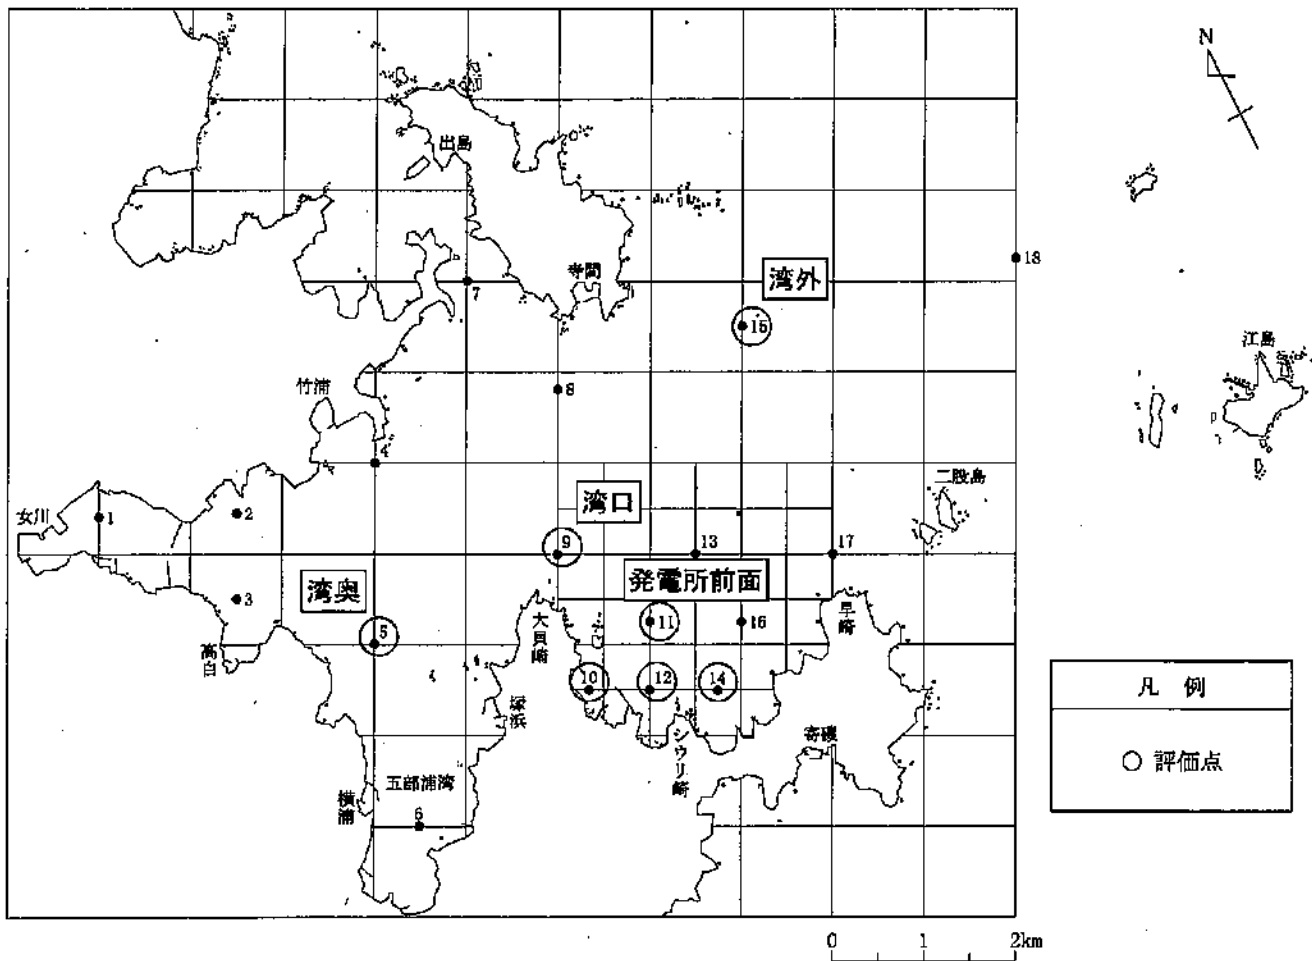 N
出島
寺間
湾外
18
7
15
江島
竹浦
8
4
二股島
湾口
女川
1
2
9
13
17
発電所前面
湾奥
3
大貝崎
11
16
早崎
5
高白
10
12
14
凡 例
塚浜
シウリ崎
寄磯
○ 評価点
五部浦湾
横浦
6
0 1 2km